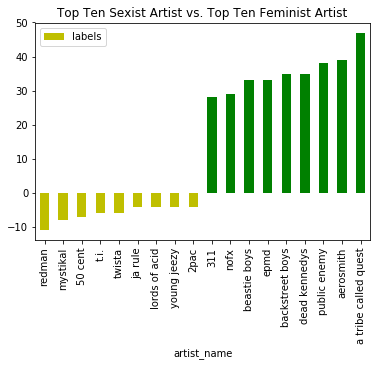 Top Ten Sexist Artist vs. Top Ten Feminist Artist
labels
50
40
30
20
10
0
−10
redman
mystikal
50 cent
t.i.
twista
ja rule
lords of acid
young jeezy
2pac
311
nofx
beastie boys
epmd
backstreet boys
dead kennedys
public enemy
aerosmith
a tribe called quest
artist_name